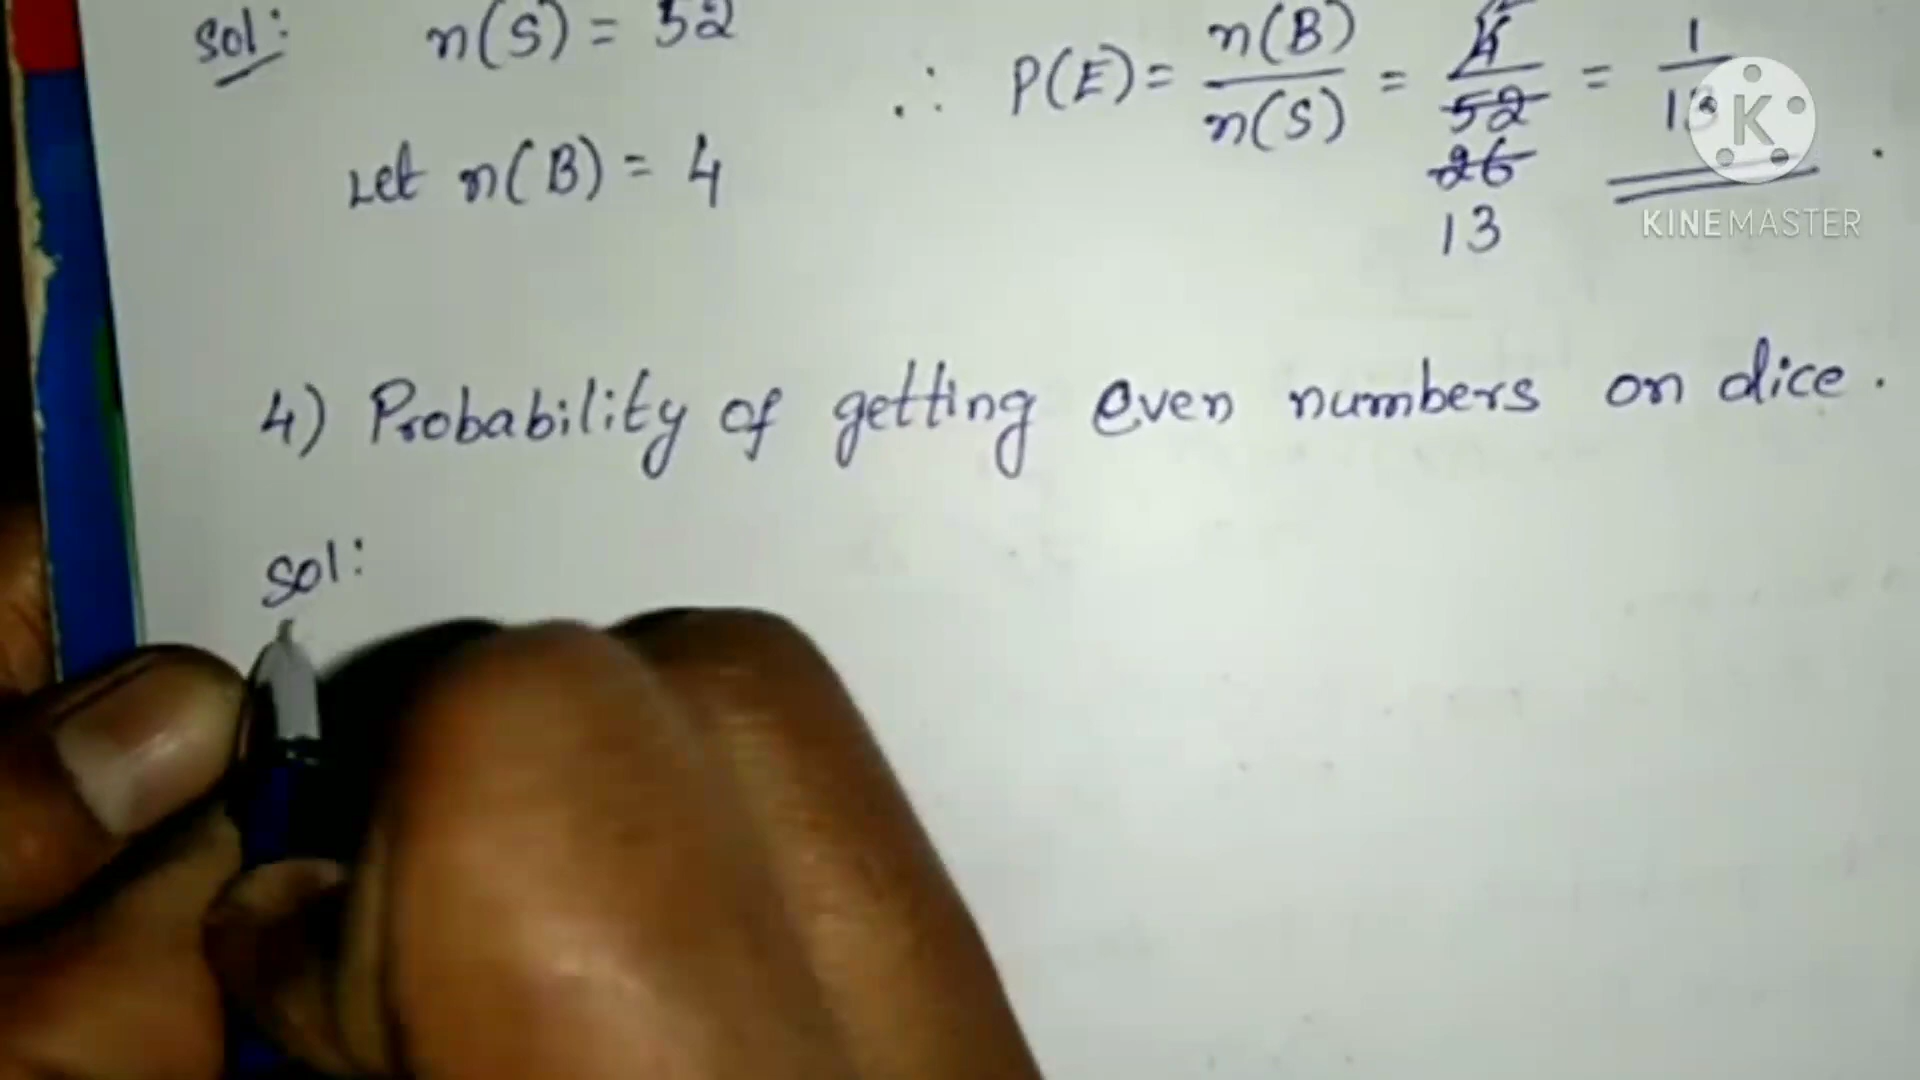 Sol: n(S) = 52
∴ P(E) = n(B)/n(S) = 4/52 = 1/13
26
13
Let n(B) = 4
K
KINEMASTER
4) Probability of getting even numbers on dice.
Sol: